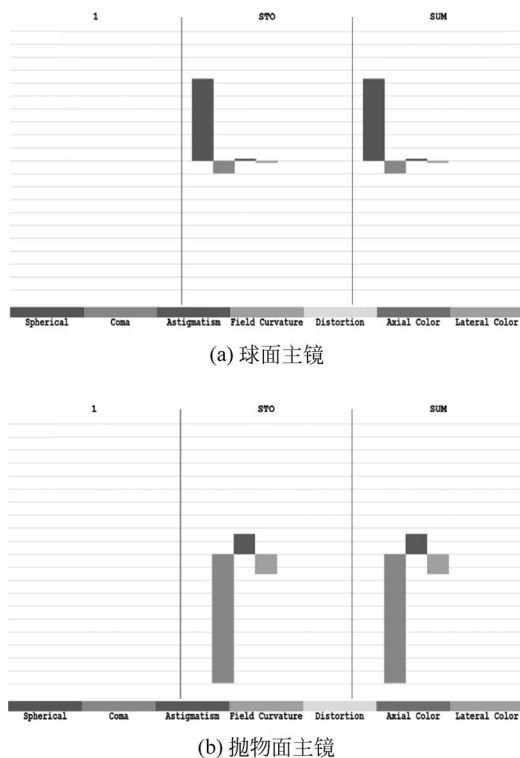 1 STO SUM
Spherical Coma Astigmatism Field Curvature Distortion Axial Color Lateral Color
(a) 球面主镜
1 STO SUM
Spherical Coma Astigmatism Field Curvature Distortion Axial Color Lateral Color
(b) 抛物面主镜